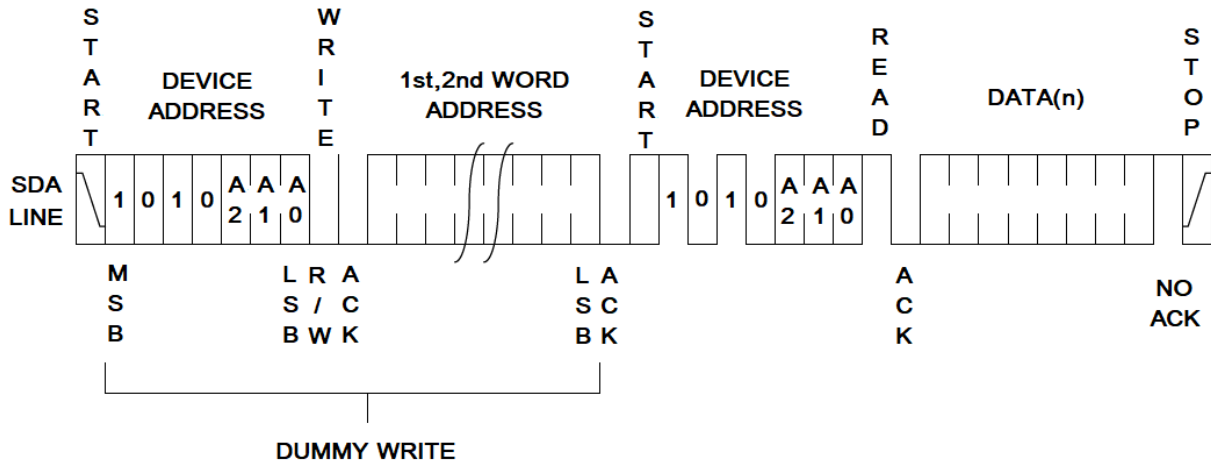 START
WRITE
START
READ
STOP
DEVICE
ADDRESS
1st,2nd WORD
ADDRESS
DEVICE
ADDRESS
DATA(n)
SDA
LINE
1 0 1 0 A2 A1 A0
1 0 1 0 A2 A1 A0
MSB
LSB
R/W
ACK
LSB
ACK
ACK
NO
ACK
DUMMY WRITE